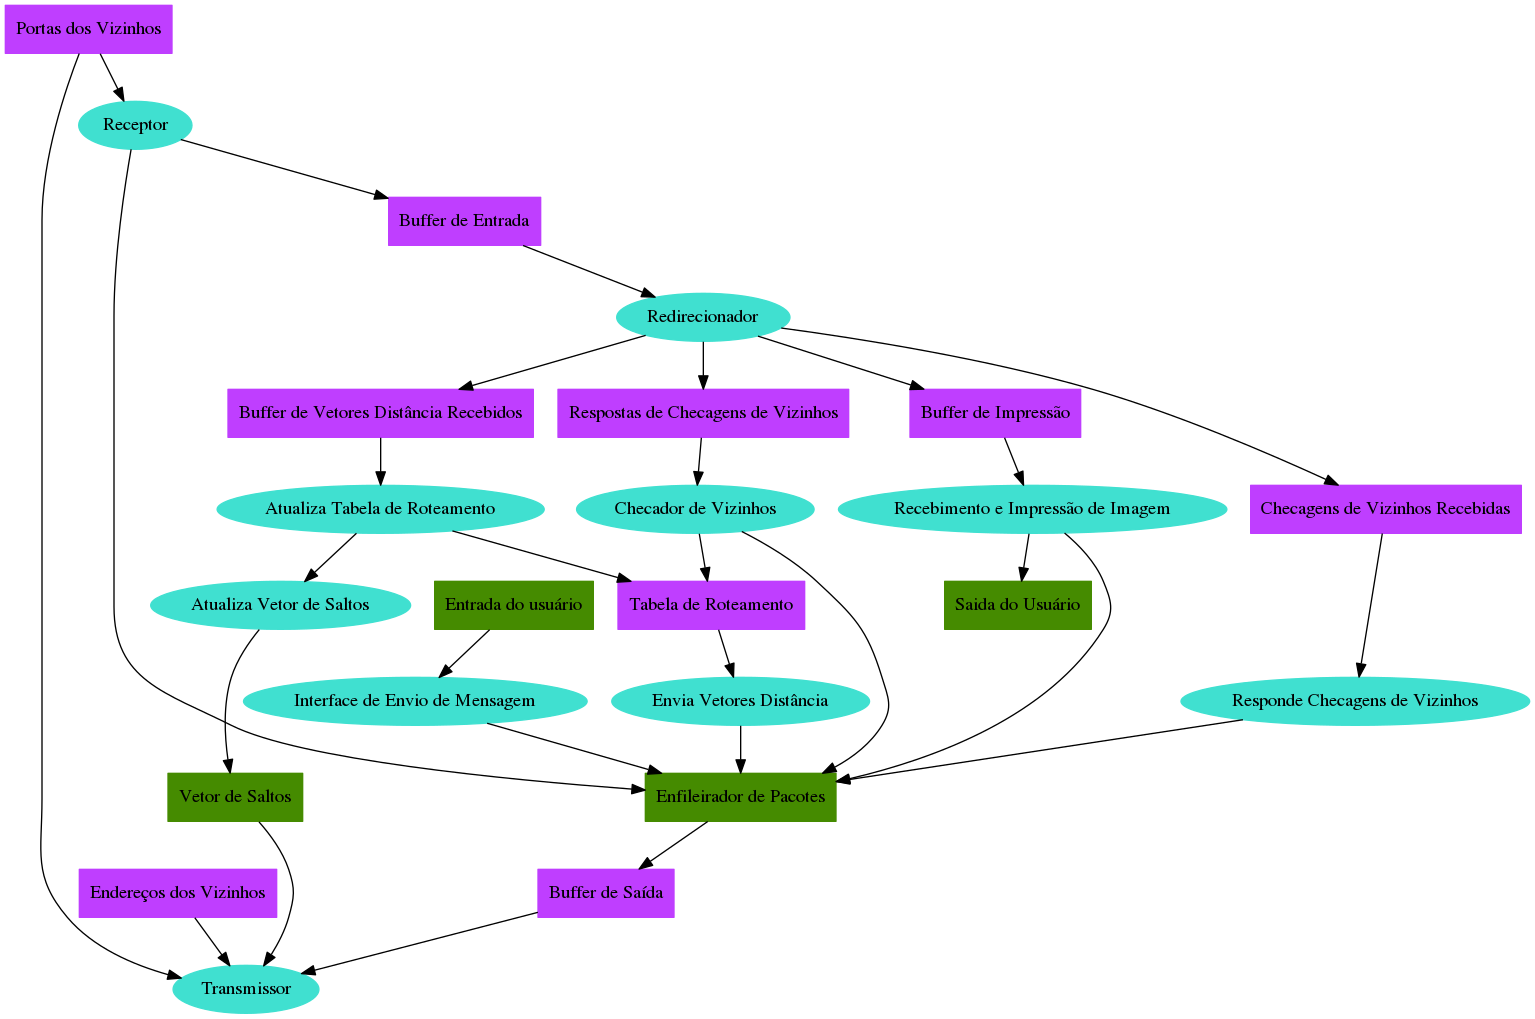 Portas dos Vizinhos
Receptor
Buffer de Entrada
Redirecionador
Buffer de Vetores Distância Recebidos
Respostas de Checagens de Vizinhos
Buffer de Impressão
Atualiza Tabela de Roteamento
Checador de Vizinhos
Recebimento e Impressão de Imagem
Checagens de Vizinhos Recebidas
Atualiza Vetor de Saltos
Entrada do usuário
Tabela de Roteamento
Saida do Usuário
Interface de Envio de Mensagem
Envia Vetores Distância
Responde Checagens de Vizinhos
Vetor de Saltos
Enfileirador de Pacotes
Endereços dos Vizinhos
Buffer de Saída
Transmissor